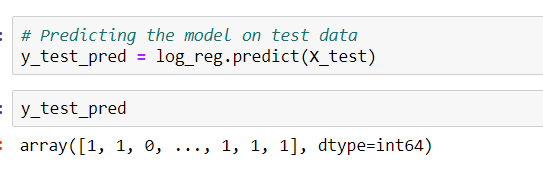 # Predicting the model on test data
y_test_pred = log_reg.predict(X_test)
y_test_pred
array([1, 1, 0, ..., 1, 1, 1], dtype=int64)